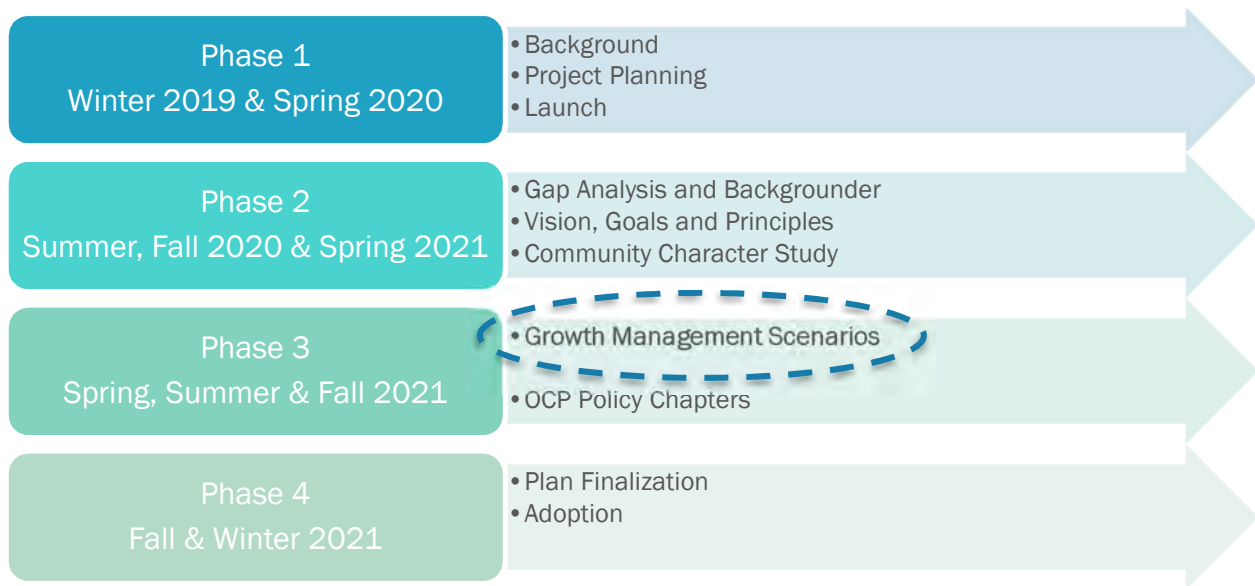 Phase 1
Winter 2019 & Spring 2020
• Background
• Project Planning
• Launch
Phase 2
Summer, Fall 2020 & Spring 2021
• Gap Analysis and Backgrounder
• Vision, Goals and Principles
• Community Character Study
Phase 3
Spring, Summer & Fall 2021
• Growth Management Scenarios
• OCP Policy Chapters
Phase 4
Fall & Winter 2021
• Plan Finalization
• Adoption